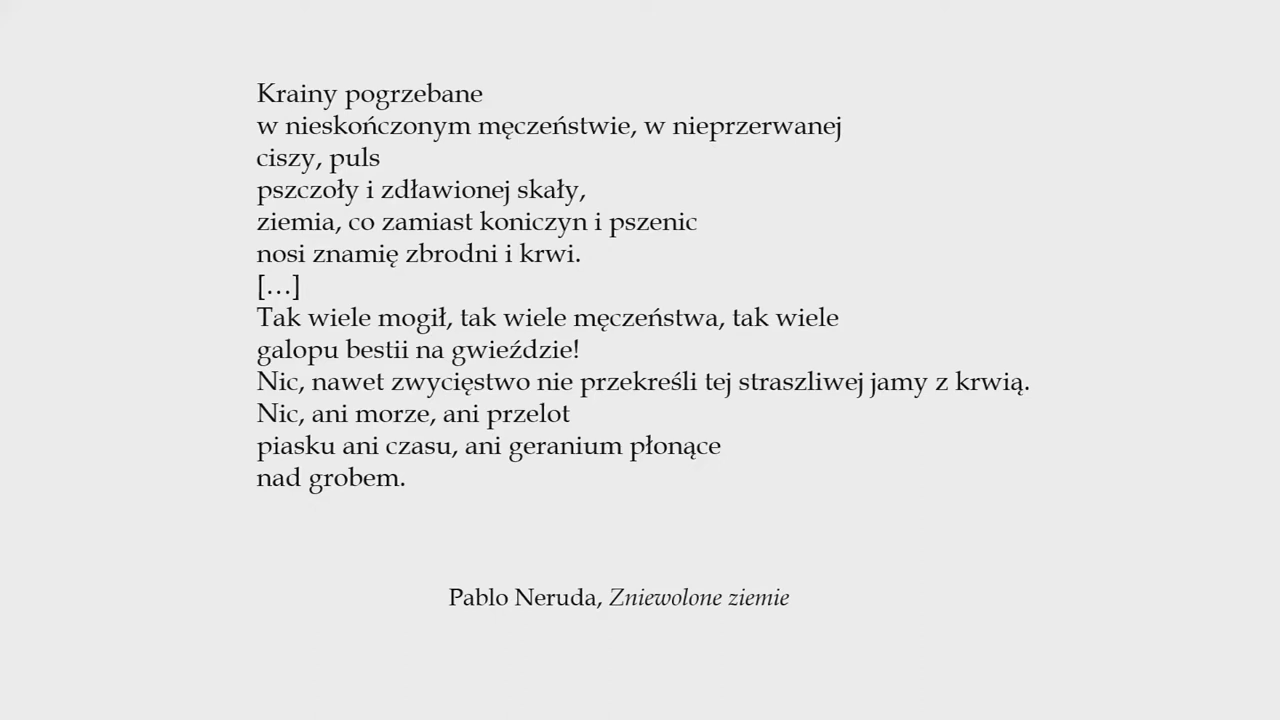 Krainy pogrzebane
w nieskończonym męczeństwie, w nieprzerwanej
ciszy, puls
pszczoły i zdławionej skały,
ziemia, co zamiast koniczyn i pszenic
nosi znamię zbrodni i krwi.
[…]
Tak wiele mogił, tak wiele męczeństwa, tak wiele
galopu bestii na gwieździe!
Nic, nawet zwycięstwo nie przekreśli tej straszliwej jamy z krwią.
Nic, ani morze, ani przelot
piasku ani czasu, ani geranium płonące
nad grobem.
Pablo Neruda, Zniewolone ziemie